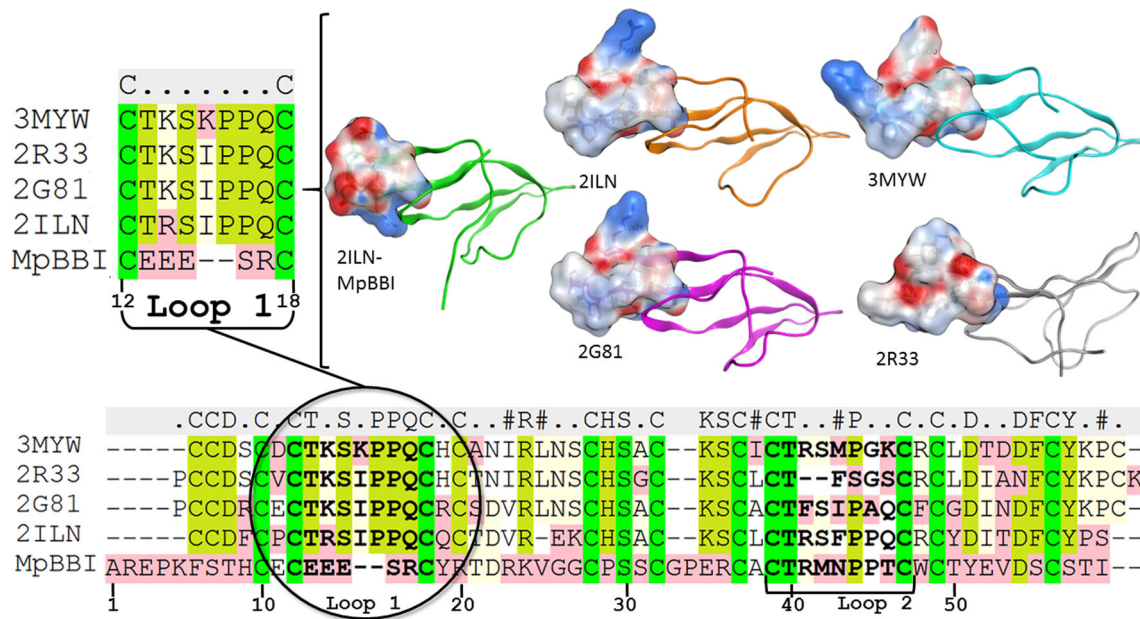 C.......C
3MYW CTKSKPPQC
2R33 CTKSIPPQC
2G81 CTKSIPPQC
2ILN CTRSIPPQC
MpBBI CEEE--SRC
12 Loop 1 18
2ILN-
MpBBI
2ILN
3MYW
2G81
2R33
.CCD.C.CT.S.PPQC.C..#R#..CHS.C KSC#CT..#P..C.C..D..DFCY.#.
3MYW -----CCDSCDCTKSKPPQCHCANIRLNSCHSAC--KSCICTRSMPGKCRCLDTDDFCYKPC-
2R33 ----PCCDSCVCTKSIPPQCHCTNIRLNSCHSGC--KSCLCT--FSGSCRCLDIANFCYKPCK
2G81 ----PCCDRCECTKSIPPQCRCSDVRLNSCHSAC--KSCACTFSIPAQCFCGDINDFCYKPC-
2ILN -----CCDFCPCTRSIPPQCQCTDVR-EKCHSAC--KSCLCTRSFPPQCRCYDITDFCYPS--
MpBBI AREPKFSTHCECEEE--SRCYRTDRKVGGCPSSCGPERCACTRMNPPTCWCTYEVDSCSTI--
1 10 Loop 1 20 30 40 Loop 2 50